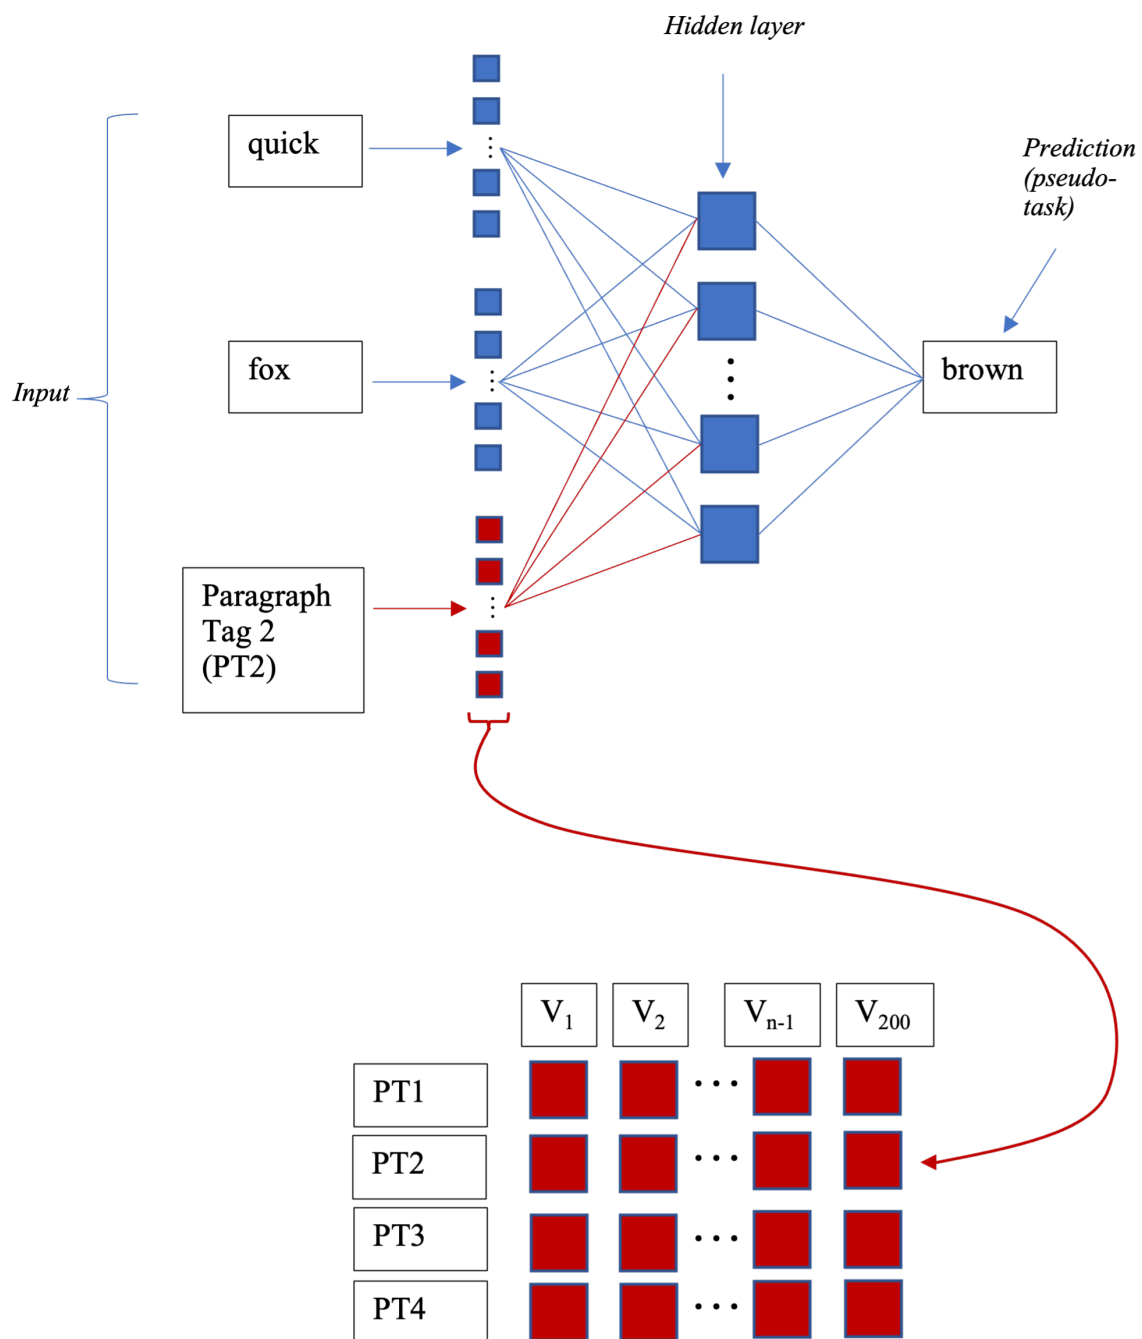 Hidden layer
quick
Prediction
(pseudo-
task)
fox
brown
Input
Paragraph
Tag 2
(PT2)
V1 V2 Vn-1 V200
PT1
PT2
PT3
PT4